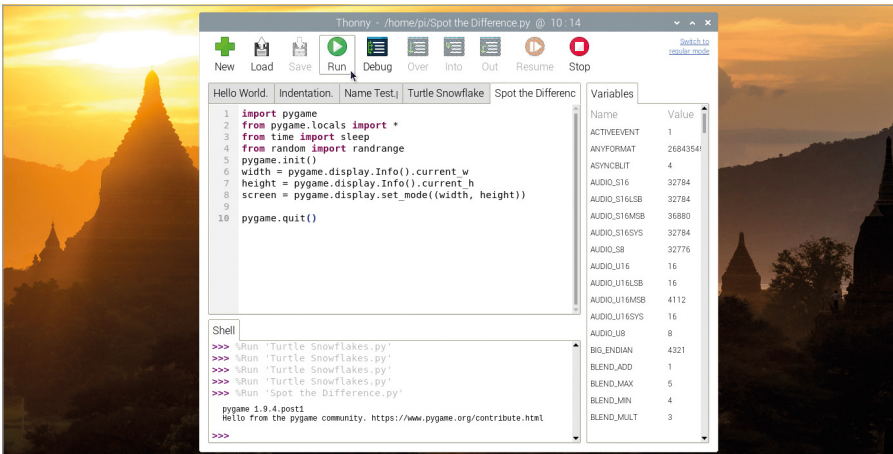 Thonny - /home/pi/Spot the Difference.py @ 10:14
New Load Save Run Debug Over Into Out Resume Stop
Switch to
regular mode
Hello World. Indentation. Name Test. Turtle Snowflake Spot the Differenc
1 import pygame
2 from pygame.locals import *
3 from time import sleep
4 from random import randrange
5 pygame.init()
6 width = pygame.display.Info().current_w
7 height = pygame.display.Info().current_h
8 screen = pygame.display.set_mode((width, height))
9
10 pygame.quit()
Shell
>>> %Run 'Turtle Snowflakes.py'
>>> %Run 'Turtle Snowflakes.py'
>>> %Run 'Turtle Snowflakes.py'
>>> %Run 'Turtle Snowflakes.py'
>>> %Run 'Spot the Difference.py'
pygame 1.9.4.post1
Hello from the pygame community. https://www.pygame.org/contribute.html
>>>
Variables
Name Value
ACTIVEEVENT 1
ANYFORMAT 2684354
ASYNCBLIT 4
AUDIO_S16 32784
AUDIO_S16LSB 32784
AUDIO_S16MSB 36880
AUDIO_S16SYS 32784
AUDIO_S8 32776
AUDIO_U16 16
AUDIO_U16LSB 16
AUDIO_U16MSB 4112
AUDIO_U16SYS 16
AUDIO_U8 8
BIG_ENDIAN 4321
BLEND_ADD 1
BLEND_MAX 5
BLEND_MIN 4
BLEND_MULT 3